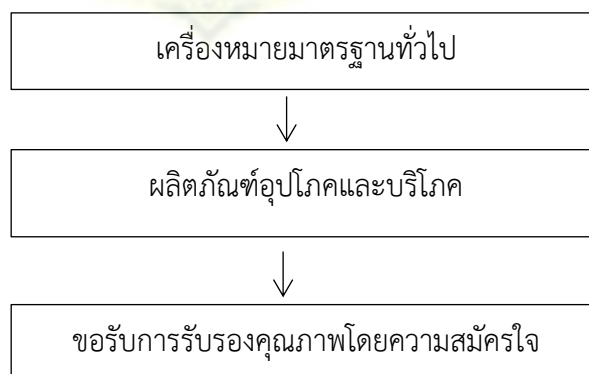 เครื่องหมายมาตรฐานทั่วไป
ผลิตภัณฑ์อุปโภคและบริโภค
ขอรับการรับรองคุณภาพโดยความสมัครใจ